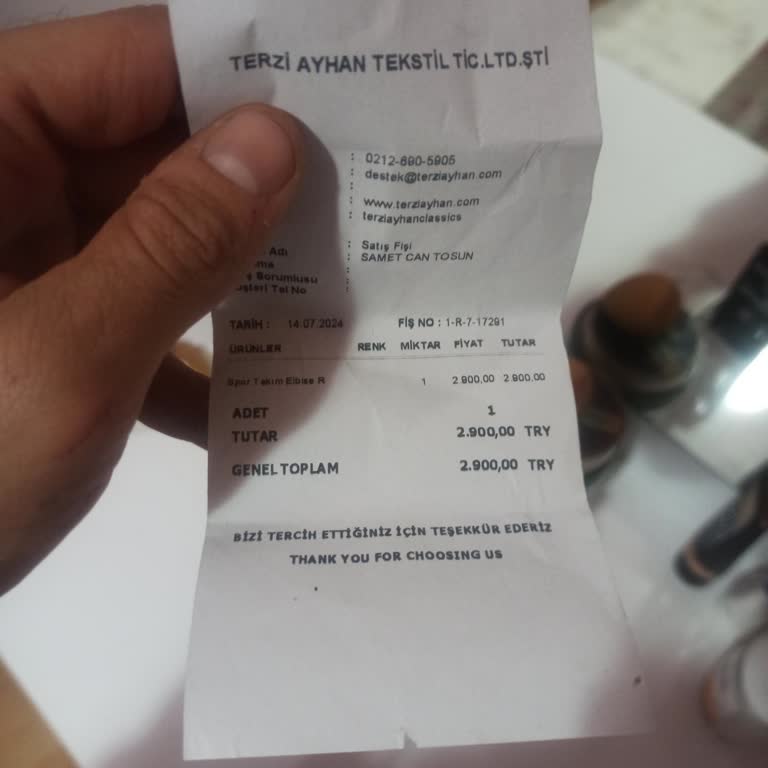 TERZİ AYHAN TEKSTİL TİC.LTD.ŞTİ
: 0212-690-5905
: destek@terziayhan.com
:
: www.terziayhan.com
: terziayhanclassics
Adı : Satış Fişi
: SAMET CAN TOSUN
Sorumlusu :
Tel No :
TARİH : 14.07.2024 FİŞ NO : 1-R-7-17291
ÜRÜNLER RENK MİKTAR FİYAT TUTAR
Spor Takım Elbise R 1 2.900,00 2.900,00
ADET 1
TUTAR 2.900,00 TRY
GENEL TOPLAM 2.900,00 TRY
BİZİ TERCİH ETTİĞİNİZ İÇİN TEŞEKKÜR EDERİZ
THANK YOU FOR CHOOSING US